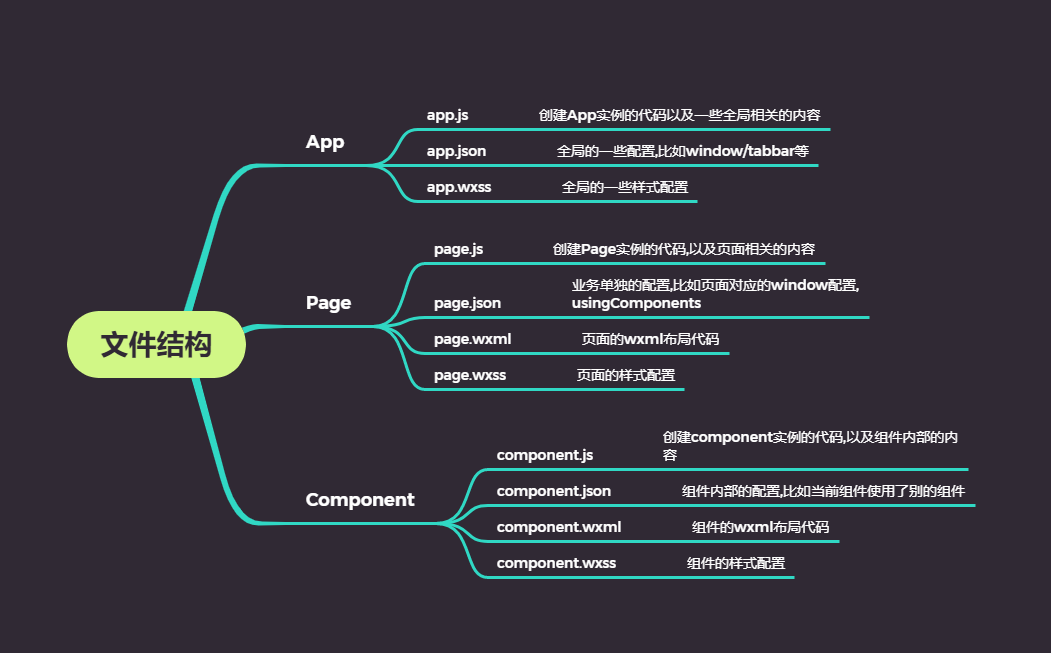 文件结构
App
app.js 创建App实例的代码以及一些全局相关的内容
app.json 全局的一些配置,比如window/tabbar等
app.wxss 全局的一些样式配置
Page
page.js 创建Page实例的代码,以及页面相关的内容
page.json 业务单独的配置,比如页面对应的window配置,
usingComponents
page.wxml 页面的wxml布局代码
page.wxss 页面的样式配置
Component
component.js 创建component实例的代码,以及组件内部的内
容
component.json 组件内部的配置,比如当前组件使用了别的组件
component.wxml 组件的wxml布局代码
component.wxss 组件的样式配置